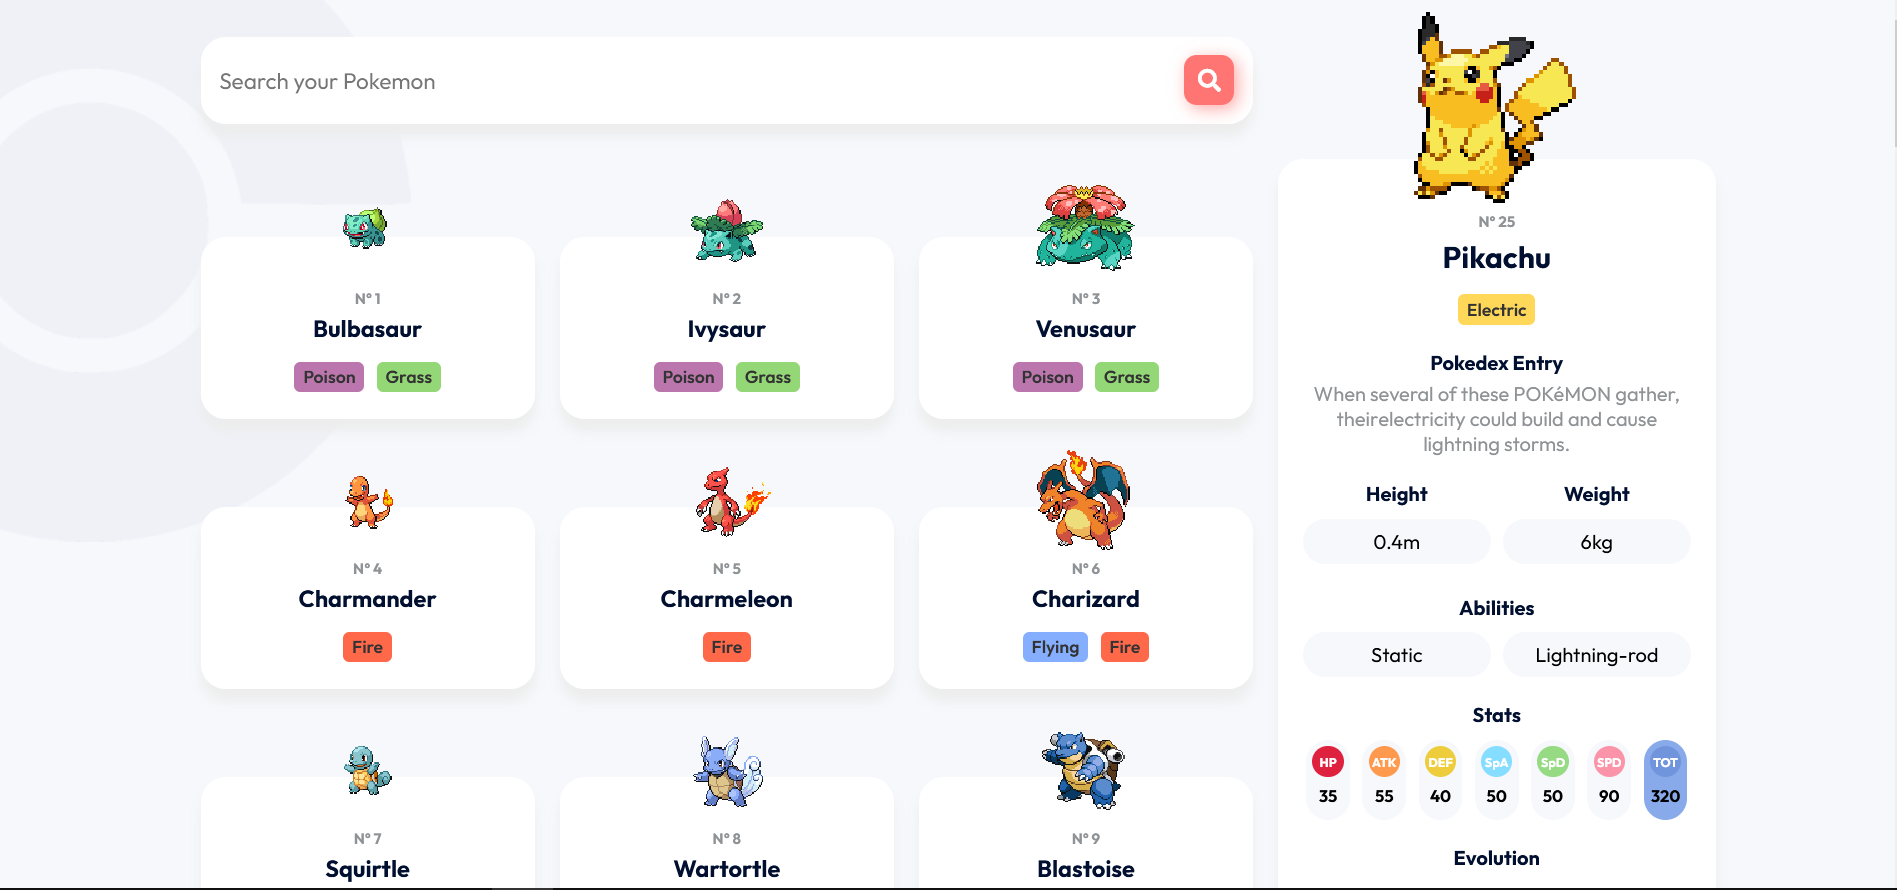 Search your Pokemon
N° 1
Bulbasaur
Poison Grass
N° 2
Ivysaur
Poison Grass
N° 3
Venusaur
Poison Grass
N° 4
Charmander
Fire
N° 5
Charmeleon
Fire
N° 6
Charizard
Flying Fire
N° 7
Squirtle
N° 8
Wartortle
N° 9
Blastoise
N° 25
Pikachu
Electric
Pokedex Entry
When several of these POKéMON gather,
theirelectricity could build and cause
lightning storms.
Height Weight
0.4m 6kg
Abilities
Static Lightning-rod
Stats
HP ATK DEF SpA SpD SPD TOT
35 55 40 50 50 90 320
Evolution